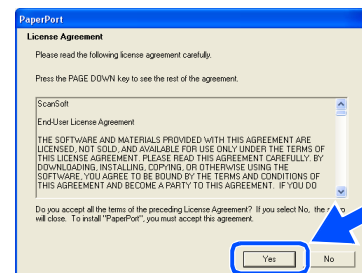 PaperPort
License Agreement
Please read the following license agreement carefully.
Press the PAGE DOWN key to see the rest of the agreement.
ScanSoft
End-User License Agreement
THE SOFTWARE AND MATERIALS PROVIDED WITH THIS AGREEMENT ARE
LICENSED, NOT SOLD, AND AVAILABLE FOR USE ONLY UNDER THE TERMS OF
THIS LICENSE AGREEMENT. PLEASE READ THIS AGREEMENT CAREFULLY. BY
DOWNLOADING, INSTALLING, COPYING, OR OTHERWISE USING THE
SOFTWARE, YOU AGREE TO BE BOUND BY THE TERMS AND CONDITIONS OF
THIS AGREEMENT AND BECOME A PARTY TO THIS AGREEMENT. IF YOU DO
Do you accept all the terms of the preceding License Agreement? If you select No, the
will close. To install "PaperPort", you must accept this agreement.
Yes
No